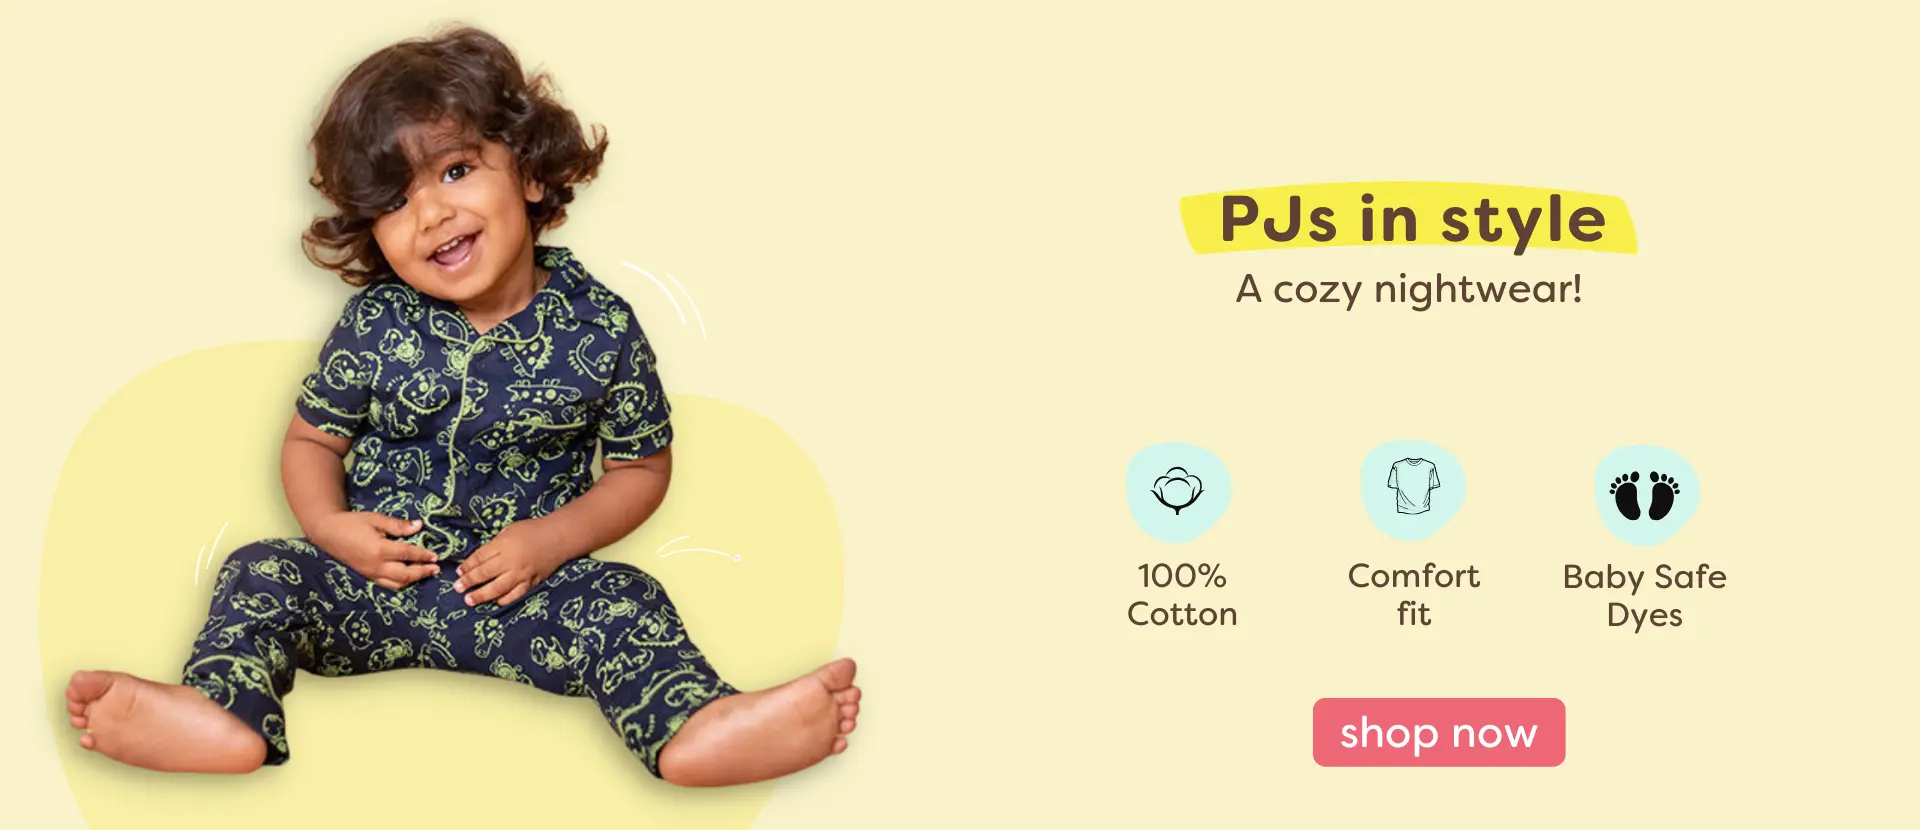 PJs in style
A cozy nightwear!
100%
Cotton
Comfort
fit
Baby Safe
Dyes
shop now